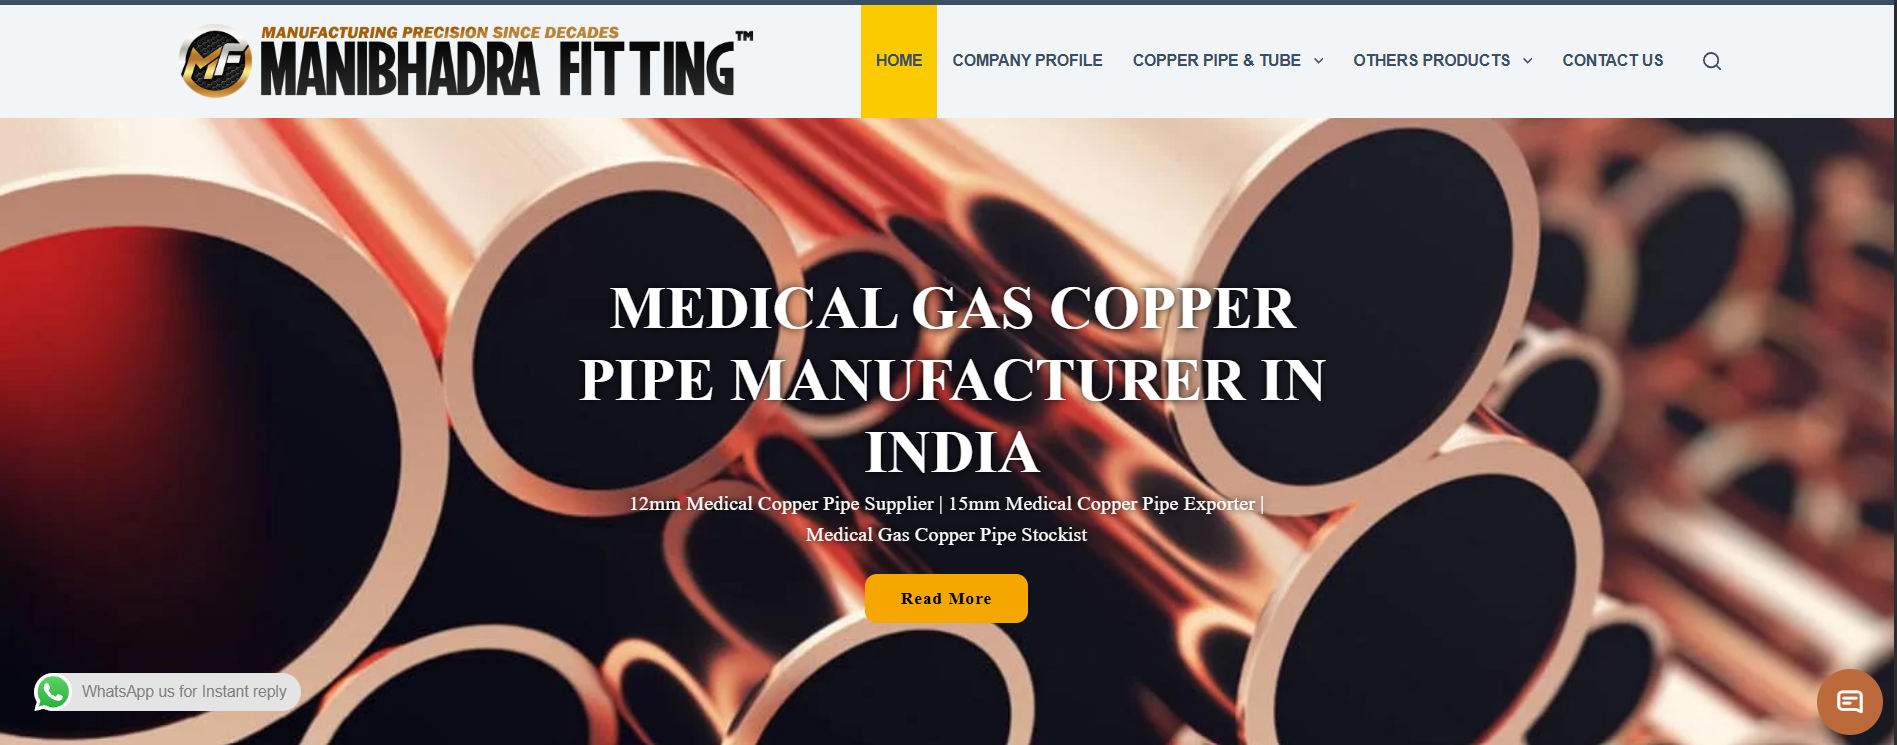 MANUFACTURING PRECISION SINCE DECADES
MF MANIBHADRA FITTING™
HOME COMPANY PROFILE COPPER PIPE & TUBE OTHERS PRODUCTS CONTACT US
MEDICAL GAS COPPER
PIPE MANUFACTURER IN
INDIA
12mm Medical Copper Pipe Supplier | 15mm Medical Copper Pipe Exporter |
Medical Gas Copper Pipe Stockist
Read More
WhatsApp us for Instant reply